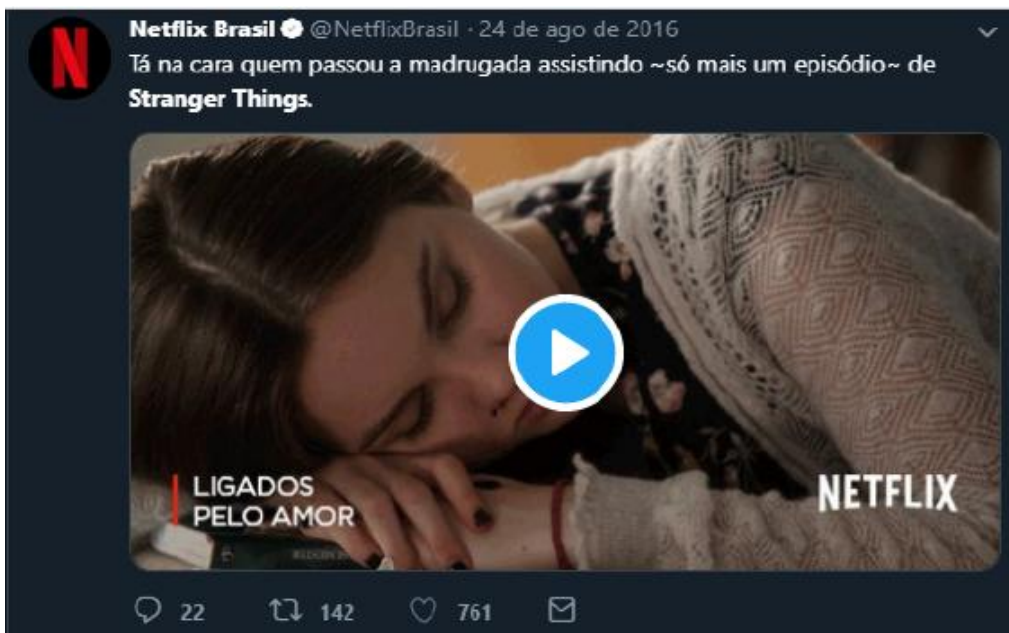 Netflix Brasil @NetflixBrasil · 24 de ago de 2016
Tá na cara quem passou a madrugada assistindo ~só mais um episódio~ de
Stranger Things.
LIGADOS
PELO AMOR
NETFLIX
22 142 761